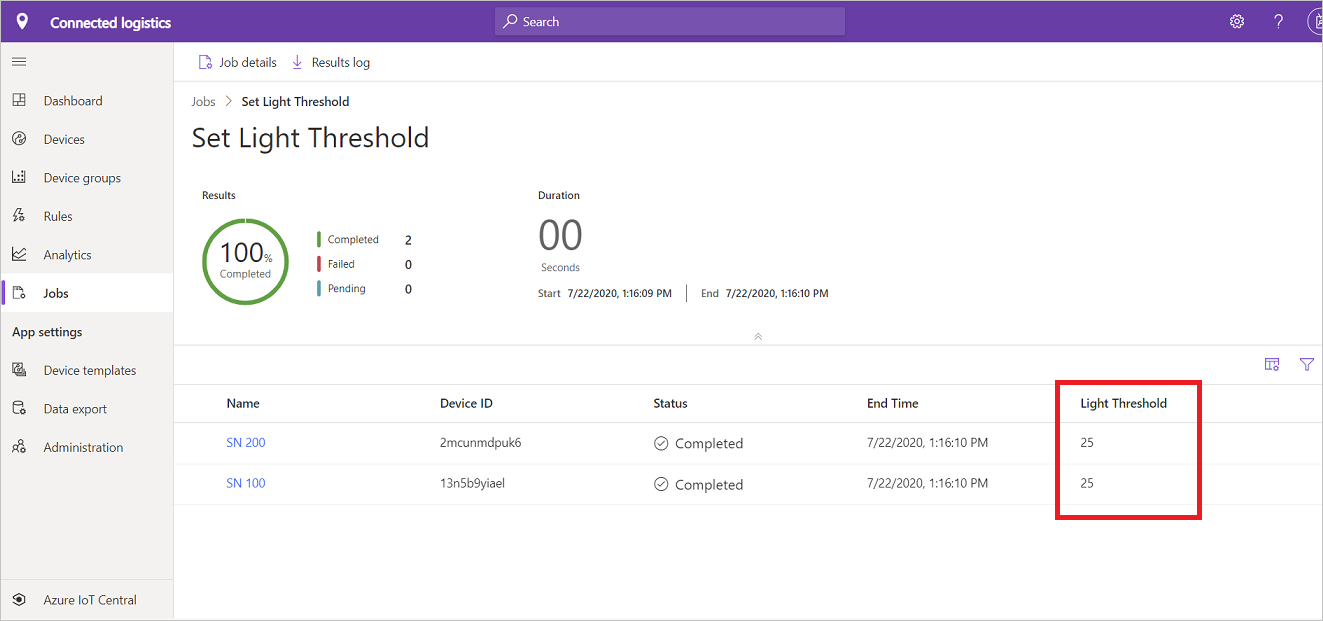 Connected logistics
Search
?
Job details
Results log
Dashboard
Devices
Device groups
Rules
Analytics
Jobs
App settings
Device templates
Data export
Administration
Azure IoT Central
Jobs > Set Light Threshold
Set Light Threshold
Results
100%
Completed
Completed 2
Failed 0
Pending 0
Duration
00
Seconds
Start 7/22/2020, 1:16:09 PM
End 7/22/2020, 1:16:10 PM
Name Device ID Status End Time Light Threshold
SN 200 2mcunmdpuk6 Completed 7/22/2020, 1:16:10 PM 25
SN 100 13n5b9yiael Completed 7/22/2020, 1:16:10 PM 25